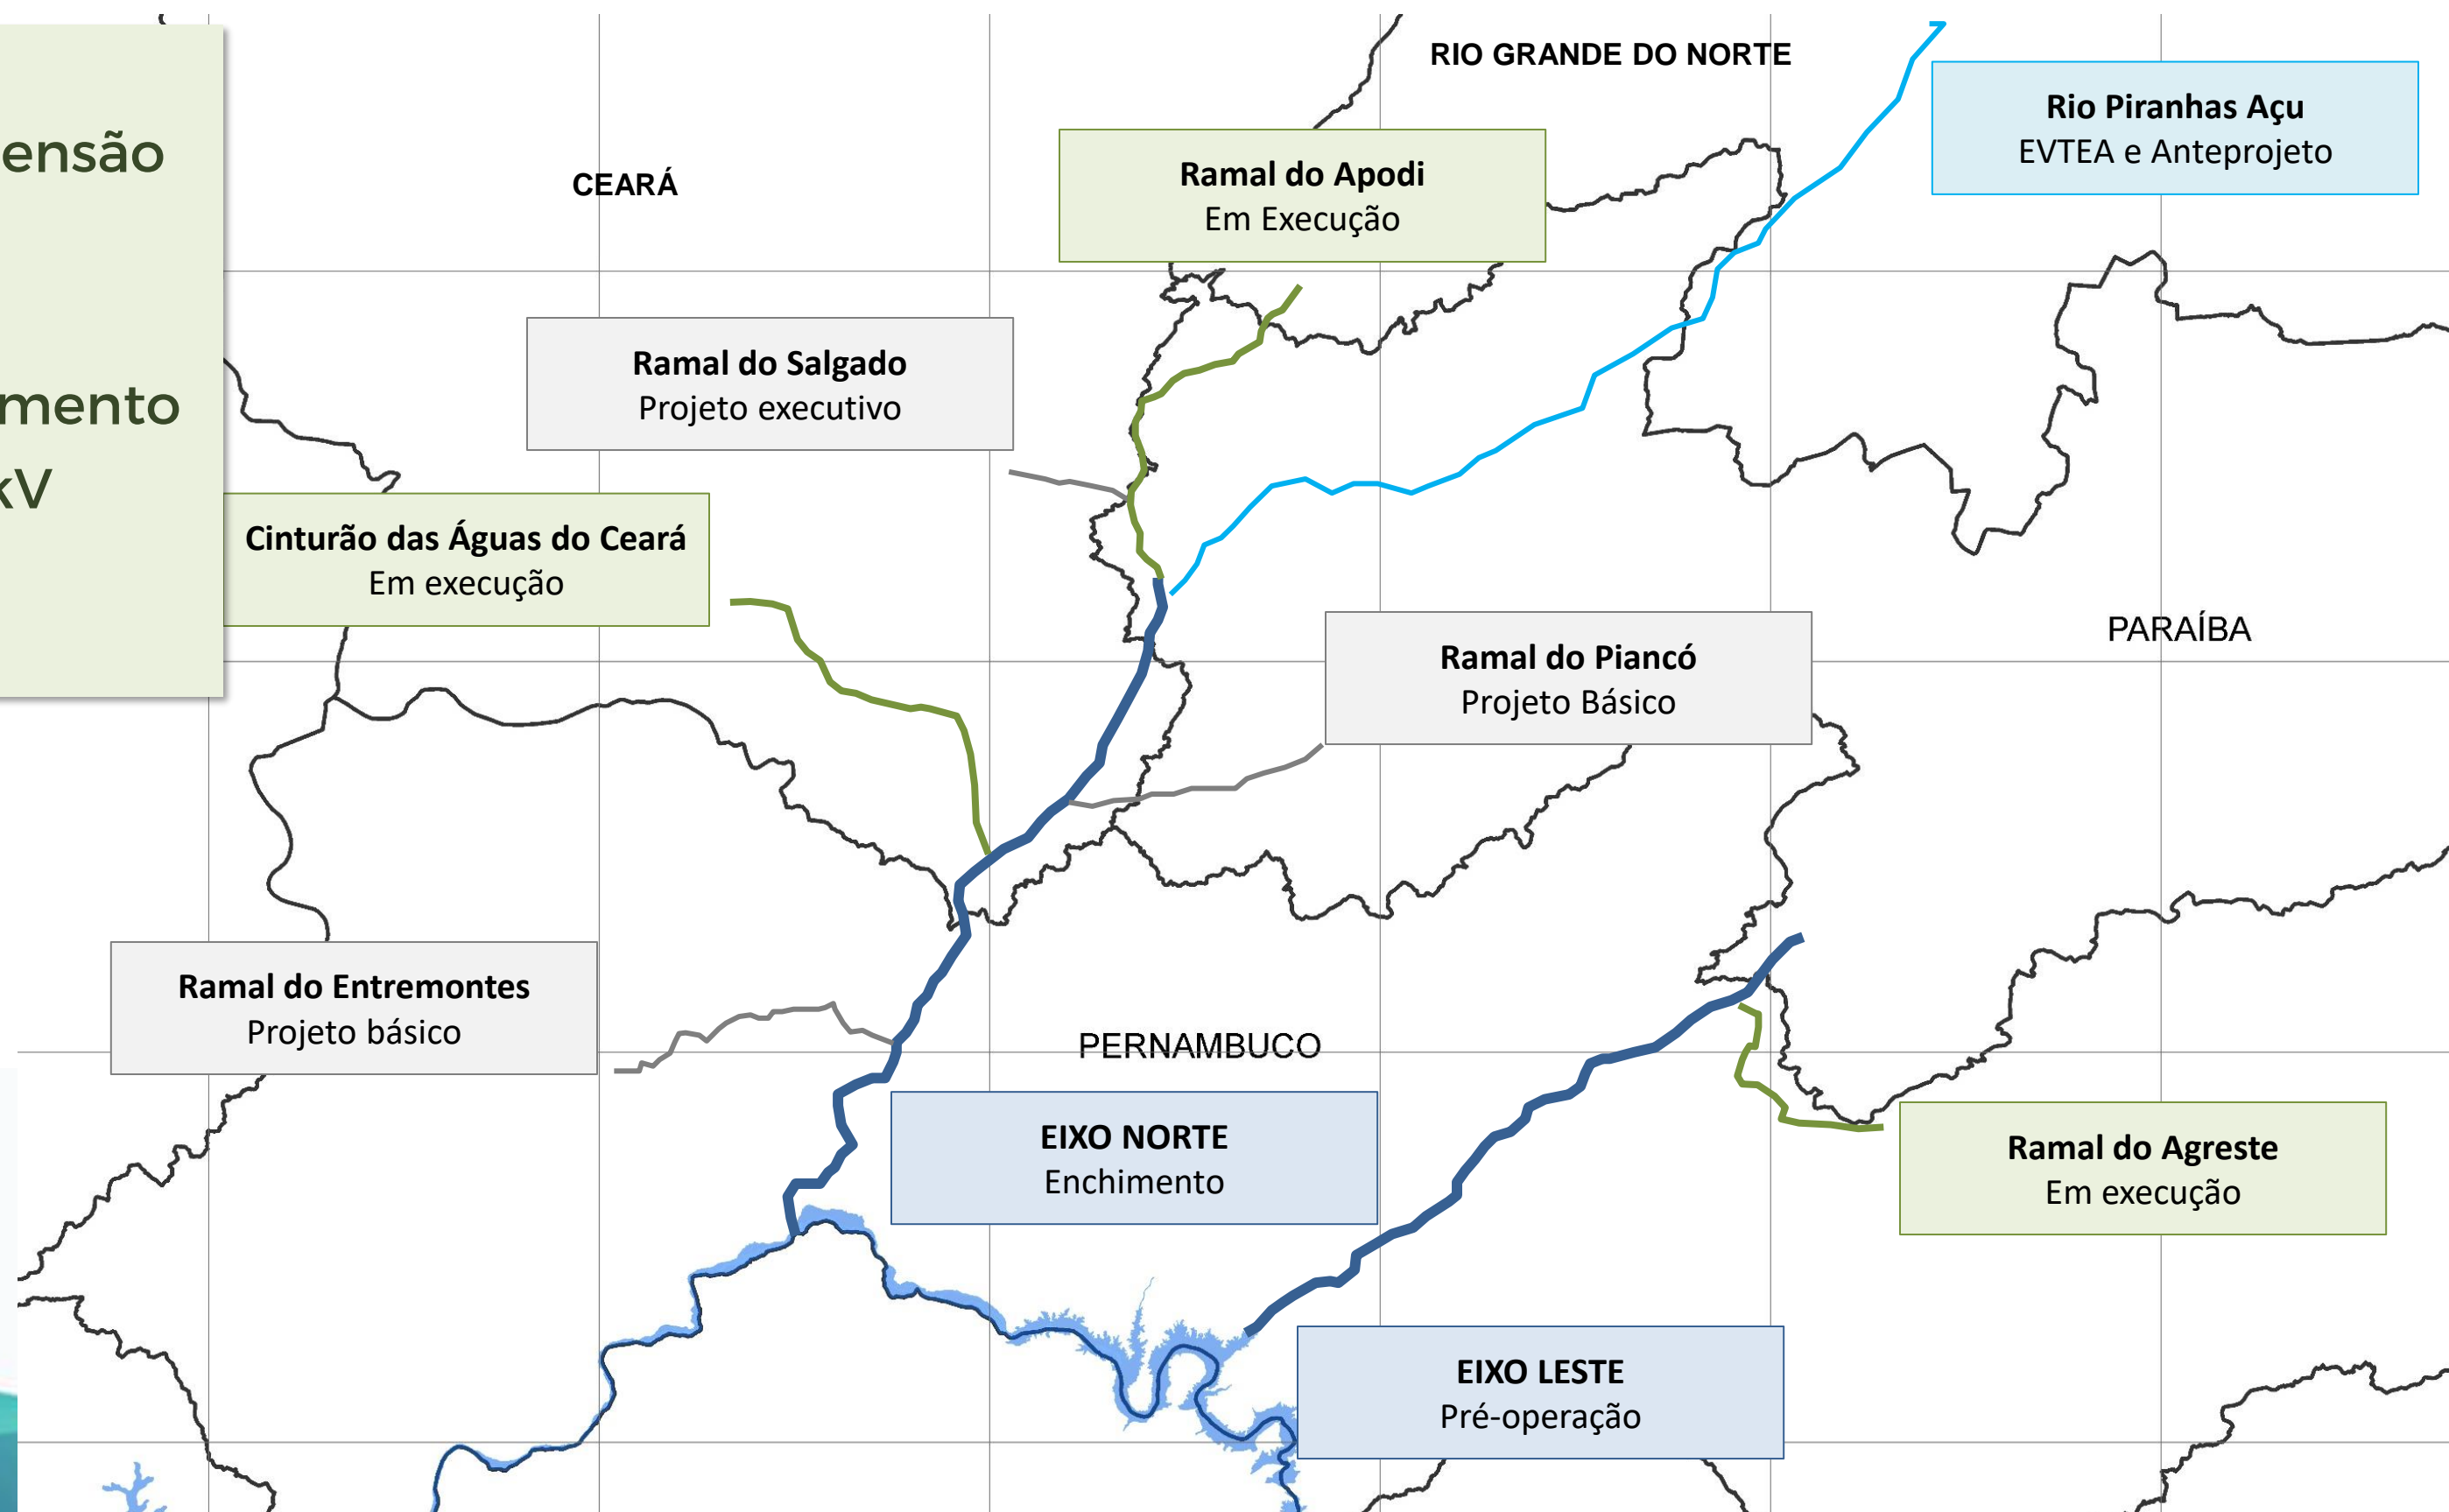 RIO GRANDE DO NORTE
Rio Piranhas Açu
EVTEA e Anteprojeto
ensão
Ramal do Apodi
Em Execução
CEARÁ
Ramal do Salgado
Projeto executivo
mento
kV
Cinturão das Águas do Ceará
Em execução
PARAÍBA
Ramal do Piancó
Projeto Básico
Ramal do Entremontes
Projeto básico
PERNAMBUCO
EIXO NORTE
Enchimento
Ramal do Agreste
Em execução
EIXO LESTE
Pré-operação